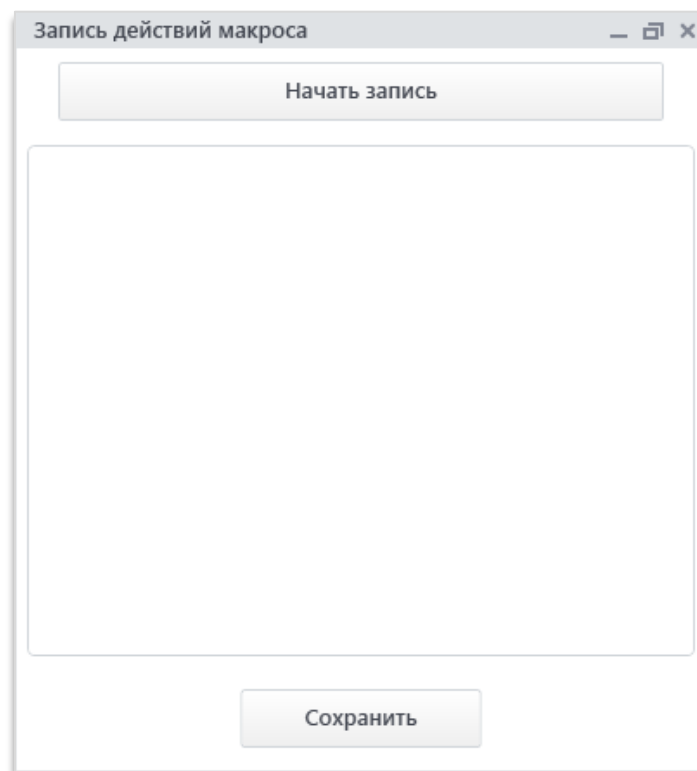 Запись действий макроса
Начать запись
Сохранить